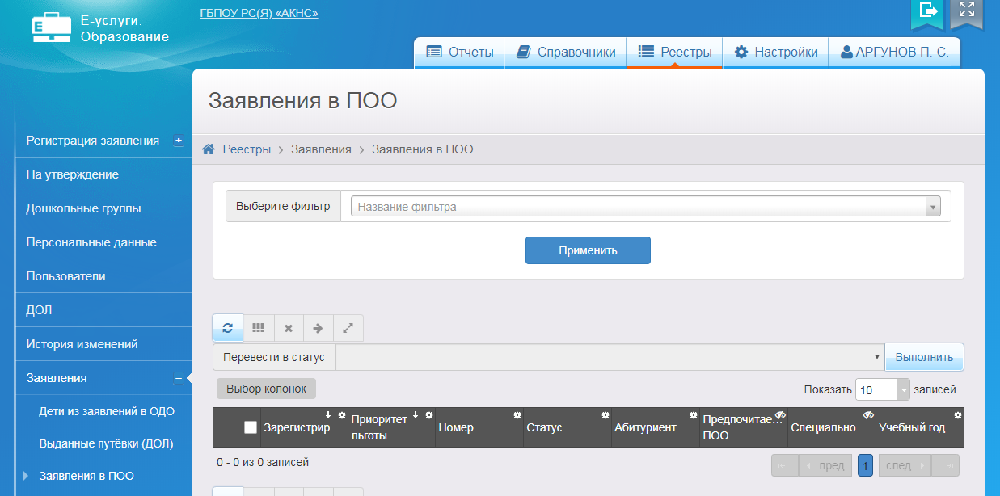 Е-услуги.
Образование
ГБПОУ РС(Я) «АКНС»
Отчёты
Справочники
Реестры
Настройки
АРГУНОВ П. С.
Заявления в ПОО
Реестры > Заявления > Заявления в ПОО
Регистрация заявления
На утверждение
Дошкольные группы
Персональные данные
Пользователи
ДОЛ
История изменений
Заявления
Дети из заявлений в ОДО
Выданные путёвки (ДОЛ)
Заявления в ПОО
Выберите фильтр
Название фильтра
Применить
Перевести в статус
Выполнить
Выбор колонок
Показать 10 записей
Зарегистрир...
Приоритет
льготы
Номер
Статус
Абитуриент
Предпочитае...
ПОО
Специально...
Учебный год
0 - 0 из 0 записей
пред 1 след